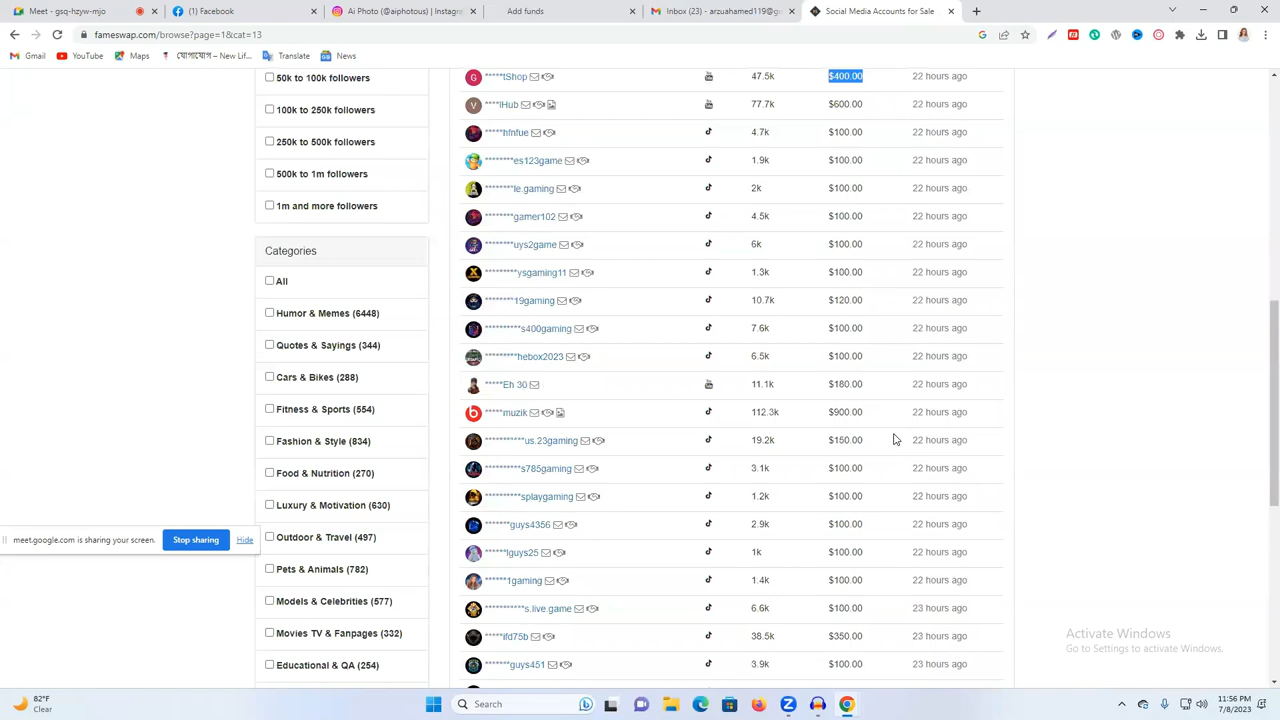 Meet - gsq-hzyw-mjo
(1) Facebook
Ai Photo (@aiphotous) • Instag
Add funds
Inbox (23) - arzuahamed119@gm
Social Media Accounts for Sale
fameswap.com/browse?page=1&cat=13
Gmail YouTube Maps যোগাযোগ – New Lif... Translate News
50k to 100k followers
100k to 250k followers
250k to 500k followers
500k to 1m followers
1m and more followers
Categories
All
Humor & Memes (6448)
Quotes & Sayings (344)
Cars & Bikes (288)
Fitness & Sports (554)
Fashion & Style (834)
Food & Nutrition (270)
Luxury & Motivation (630)
Outdoor & Travel (497)
Pets & Animals (782)
Models & Celebrities (577)
Movies TV & Fanpages (332)
Educational & QA (254)
*****tShop 47.5k $400.00 22 hours ago
****lHub 77.7k $600.00 22 hours ago
*****hfnfue 4.7k $100.00 22 hours ago
********es123game 1.9k $100.00 22 hours ago
********le.gaming 2k $100.00 22 hours ago
********gamer102 4.5k $100.00 22 hours ago
********uys2game 6k $100.00 22 hours ago
********ysgaming11 1.3k $100.00 22 hours ago
********19gaming 10.7k $120.00 22 hours ago
**********s400gaming 7.6k $100.00 22 hours ago
*********hebox2023 6.5k $100.00 22 hours ago
*****Eh 30 11.1k $180.00 22 hours ago
*****muzik 112.3k $900.00 22 hours ago
***********us.23gaming 19.2k $150.00 22 hours ago
**********s785gaming 3.1k $100.00 22 hours ago
**********splaygaming 1.2k $100.00 22 hours ago
*******guys4356 2.9k $100.00 22 hours ago
******lguys25 1k $100.00 22 hours ago
******1gaming 1.4k $100.00 22 hours ago
***********s.live game 6.6k $100.00 23 hours ago
*****ifd75b 38.5k $350.00 23 hours ago
*******guys451 3.9k $100.00 23 hours ago
meet.google.com is sharing your screen. Stop sharing Hide
Activate Windows
Go to Settings to activate Windows.
82°F
Clear
Search
11:56 PM
7/8/2023